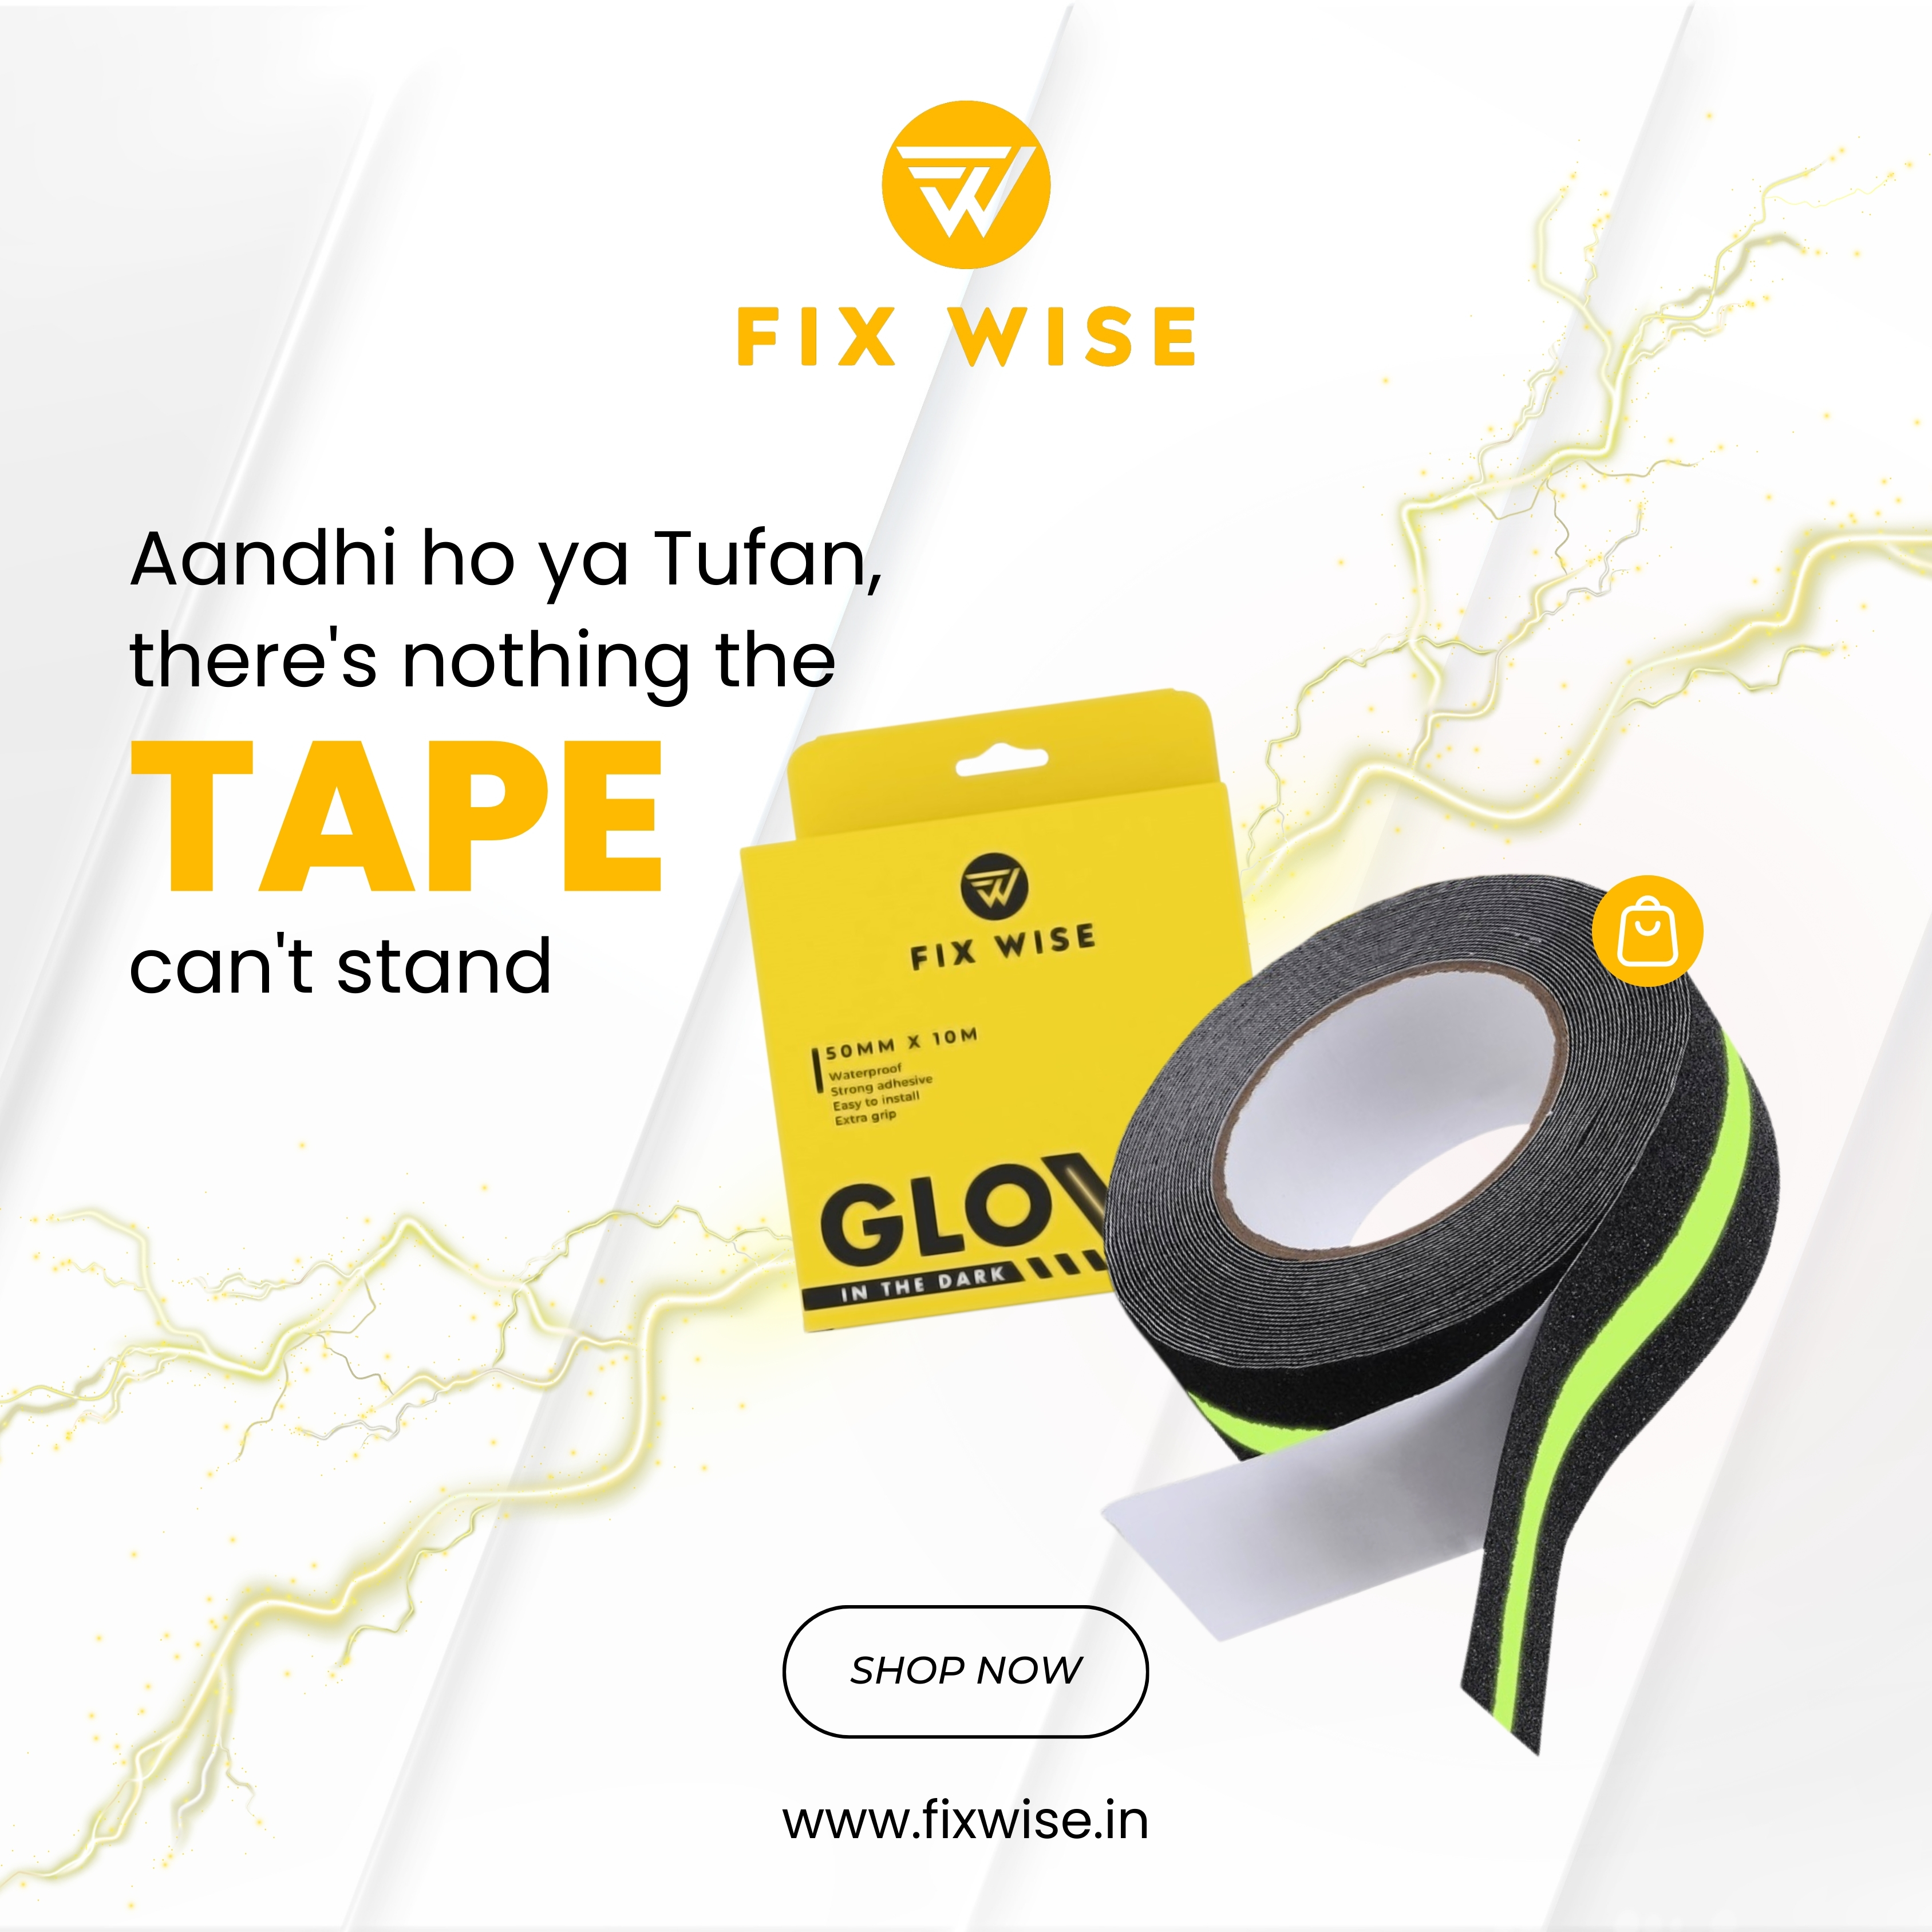 FIX WISE
Aandhi ho ya Tufan,
there's nothing the
TAPE
can't stand
FIX WISE
50MM X 10M
Waterproof
Strong adhesive
Easy to install
Extra grip
GLO
IN THE DARK
SHOP NOW
www.fixwise.in